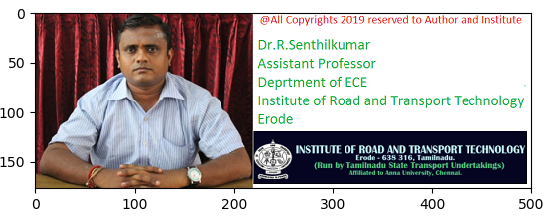 @All Copyrights 2019 reserved to Author and Institute
Dr.R.Senthilkumar
Assistant Professor
Deprtment of ECE
Institute of Road and Transport Technology
Erode
INSTITUTE OF ROAD AND TRANSPORT TECHNOLOGY
Erode - 638 316, Tamilnadu.
(Run by Tamilnadu State Transport Undertakings)
Affiliated to Anna University, Chennai.
0
50
100
150
0
100
200
300
400
500